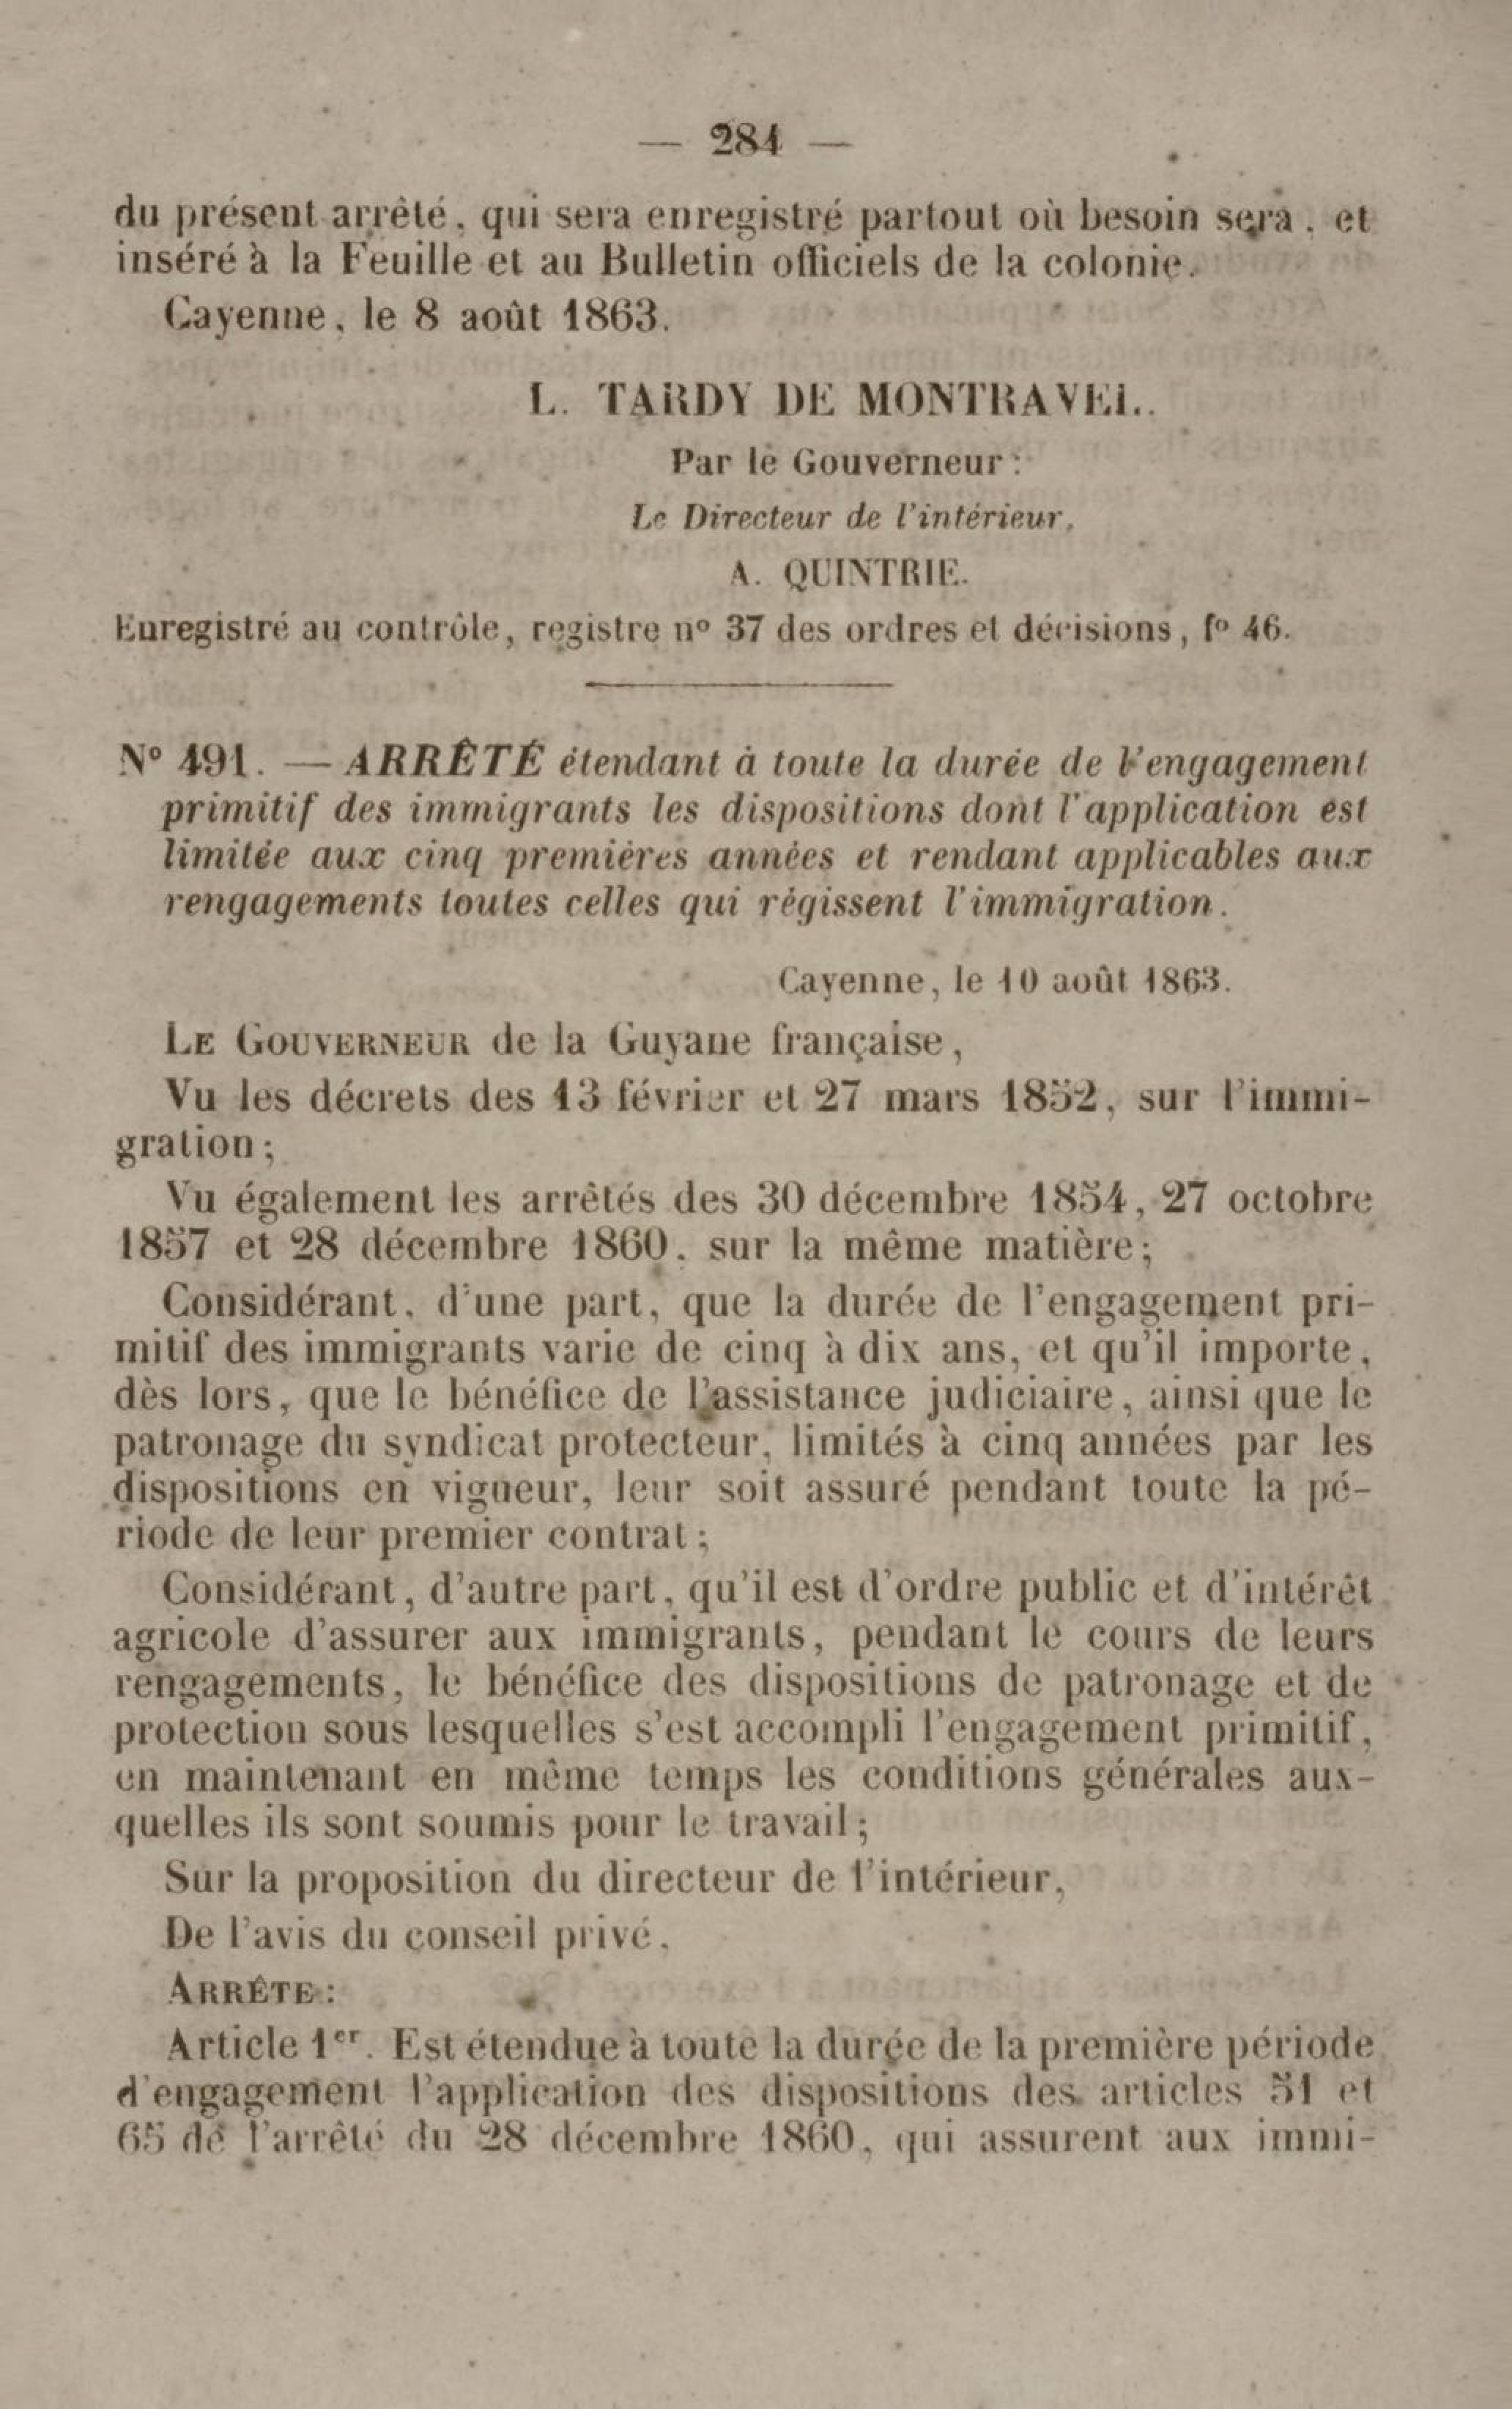 — 284 —
du présent arrêté, qui sera enregistré partout où besoin sera, et
inséré à la Feuille et au Bulletin officiels de la colonie.
Cayenne, le 8 août 1863.
L. TARDY DE MONTRAVEL.
Par le Gouverneur :
Le Directeur de l'intérieur,
A. QUINTRIE.
Enregistré au contrôle, registre nº 37 des ordres et décisions, fº 46.
Nº 491. — ARRÊTÉ étendant à toute la durée de l'engagement
primitif des immigrants les dispositions dont l'application est
limitée aux cinq premières années et rendant applicables aux
rengagements toutes celles qui régissent l'immigration.
Cayenne, le 10 août 1863.
LE GOUVERNEUR de la Guyane française,
Vu les décrets des 13 février et 27 mars 1852, sur l'immi-
gration ;
Vu également les arrêtés des 30 décembre 1854, 27 octobre
1857 et 28 décembre 1860, sur la même matière ;
Considérant, d'une part, que la durée de l'engagement pri-
mitif des immigrants varie de cinq à dix ans, et qu'il importe,
dès lors, que le bénéfice de l'assistance judiciaire, ainsi que le
patronage du syndicat protecteur, limités à cinq années par les
dispositions en vigueur, leur soit assuré pendant toute la pé-
riode de leur premier contrat ;
Considérant, d'autre part, qu'il est d'ordre public et d'intérêt
agricole d'assurer aux immigrants, pendant le cours de leurs
rengagements, le bénéfice des dispositions de patronage et de
protection sous lesquelles s'est accompli l'engagement primitif,
en maintenant en même temps les conditions générales aux-
quelles ils sont soumis pour le travail ;
Sur la proposition du directeur de l'intérieur,
De l'avis du conseil privé,
ARRÊTE :
Article 1er. Est étendue à toute la durée de la première période
d'engagement l'application des dispositions des articles 51 et
65 de l'arrêté du 28 décembre 1860, qui assurent aux immi-